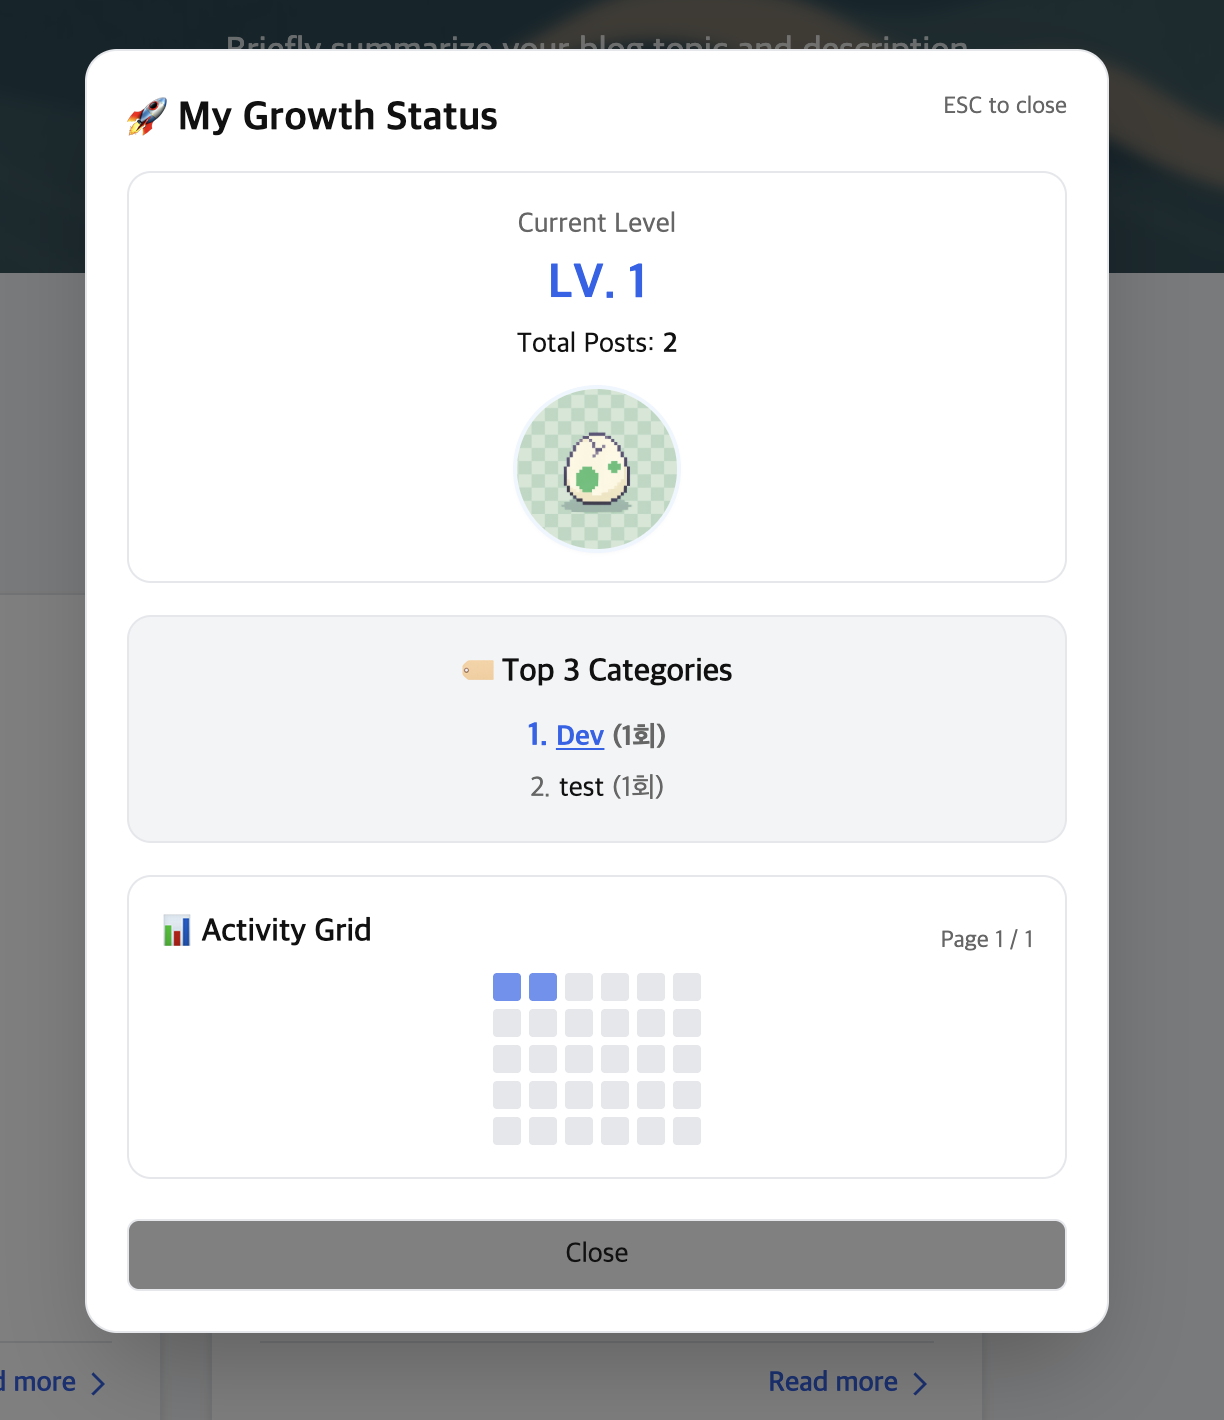 Briefly summarize your blog topic and description
🚀 My Growth Status
ESC to close
Current Level
LV. 1
Total Posts: 2
🏷️ Top 3 Categories
1. Dev (1회)
2. test (1회)
📊 Activity Grid
Page 1 / 1
Close
d more
Read more